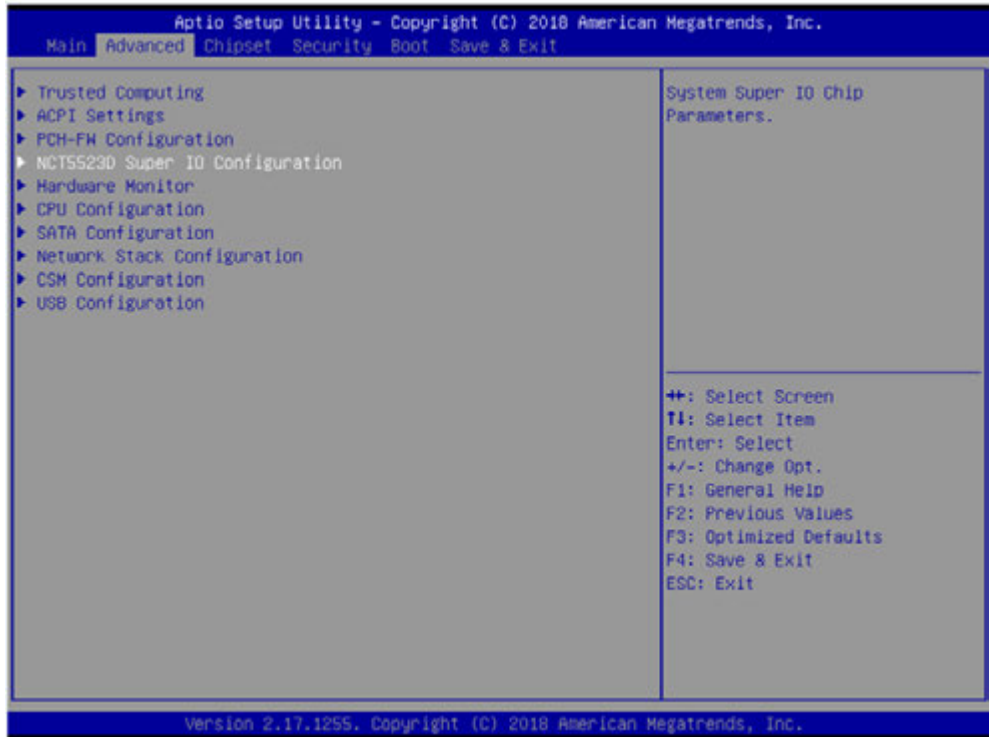 Aptio Setup Utility - Copyright (C) 2018 American Megatrends, Inc.
Main Advanced Chipset Security Boot Save & Exit
▶ Trusted Computing
▶ ACPI Settings
▶ PCH-FW Configuration
▶ NCT5523D Super IO Configuration
▶ Hardware Monitor
▶ CPU Configuration
▶ SATA Configuration
▶ Network Stack Configuration
▶ CSM Configuration
▶ USB Configuration
System Super IO Chip
Parameters.
→←: Select Screen
↑↓: Select Item
Enter: Select
+/-: Change Opt.
F1: General Help
F2: Previous Values
F3: Optimized Defaults
F4: Save & Exit
ESC: Exit
Version 2.17.1255. Copyright (C) 2018 American Megatrends, Inc.